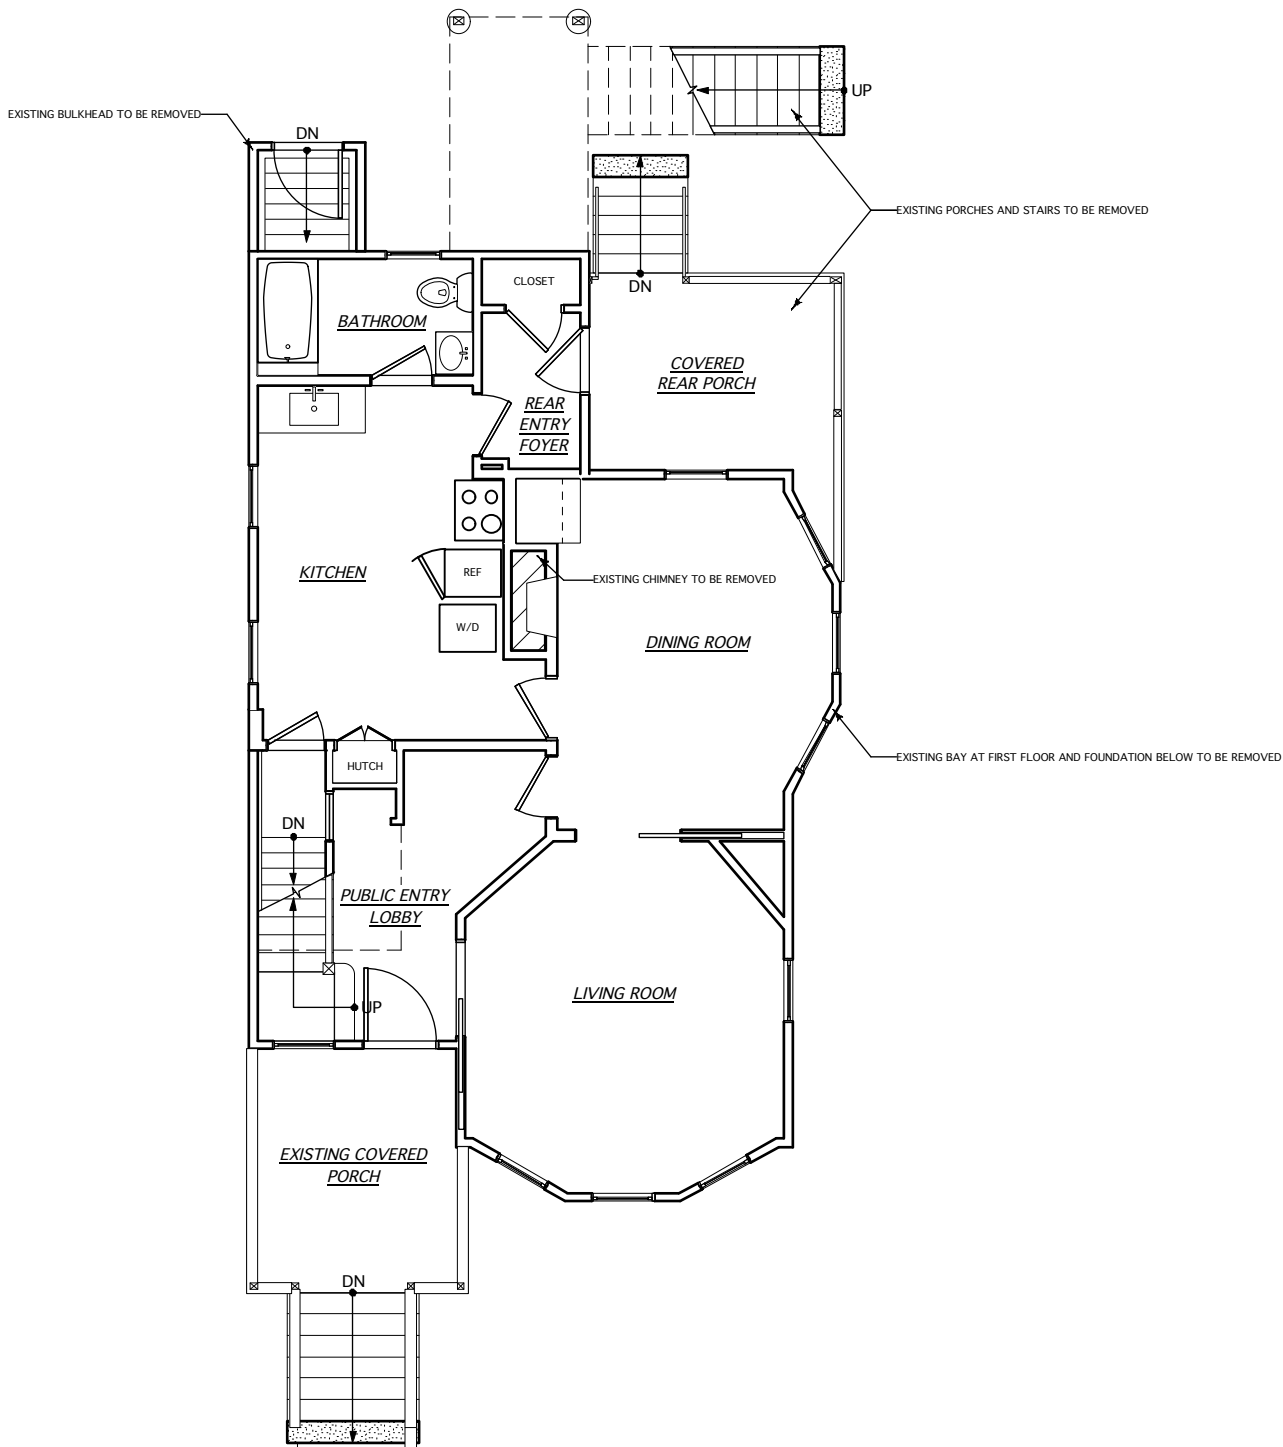 UP
EXISTING BULKHEAD TO BE REMOVED
DN
EXISTING PORCHES AND STAIRS TO BE REMOVED
CLOSET
DN
BATHROOM
COVERED
REAR PORCH
REAR
ENTRY
FOYER
KITCHEN
REF
EXISTING CHIMNEY TO BE REMOVED
W/D
DINING ROOM
EXISTING BAY AT FIRST FLOOR AND FOUNDATION BELOW TO BE REMOVED
HUTCH
DN
PUBLIC ENTRY
LOBBY
LIVING ROOM
UP
EXISTING COVERED
PORCH
DN